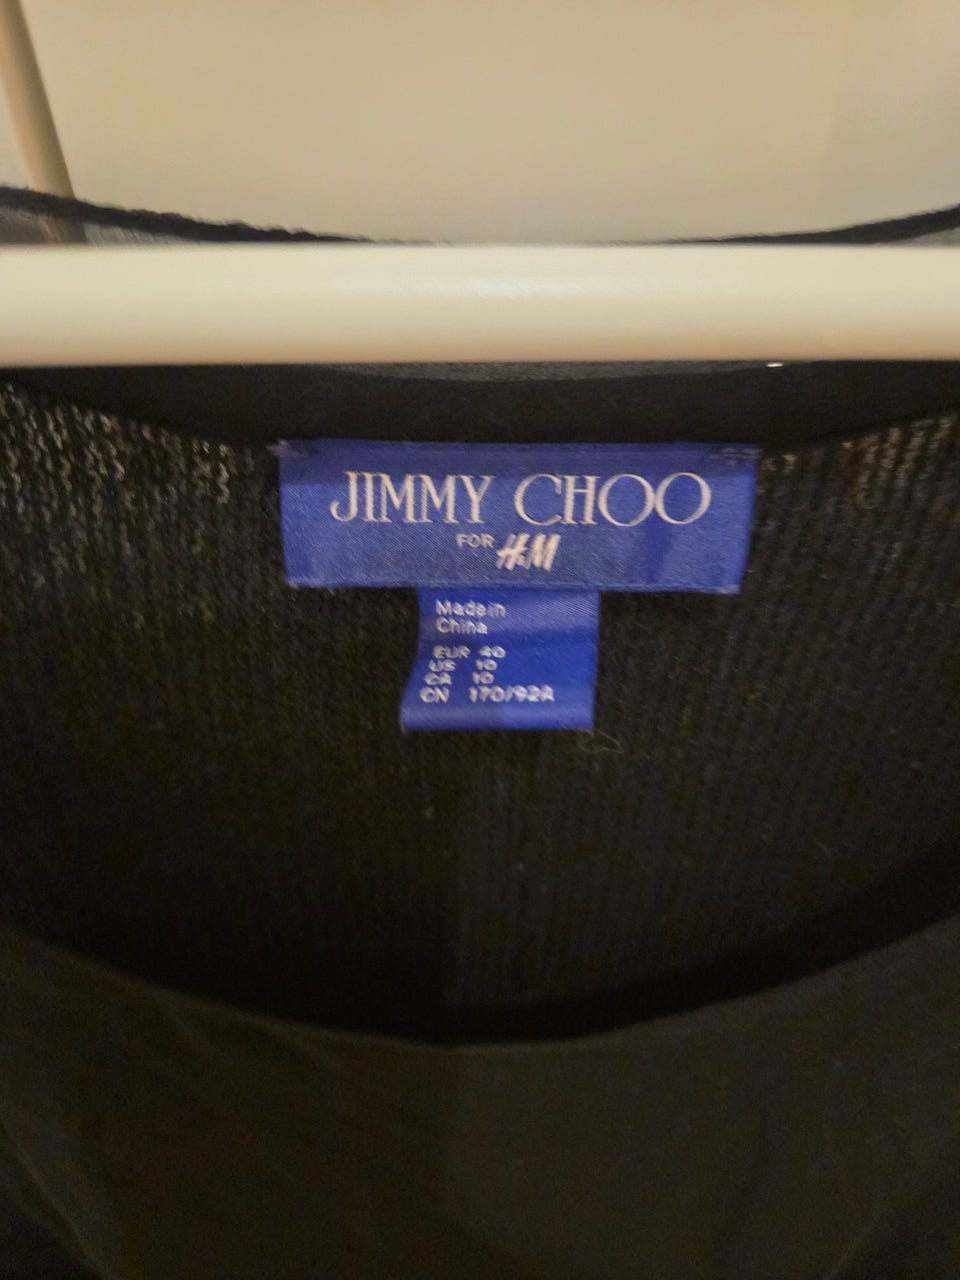 JIMMY CHOO
FOR H&M
Made in
China
EUR 40
US 10
CA 10
CN 170/92A